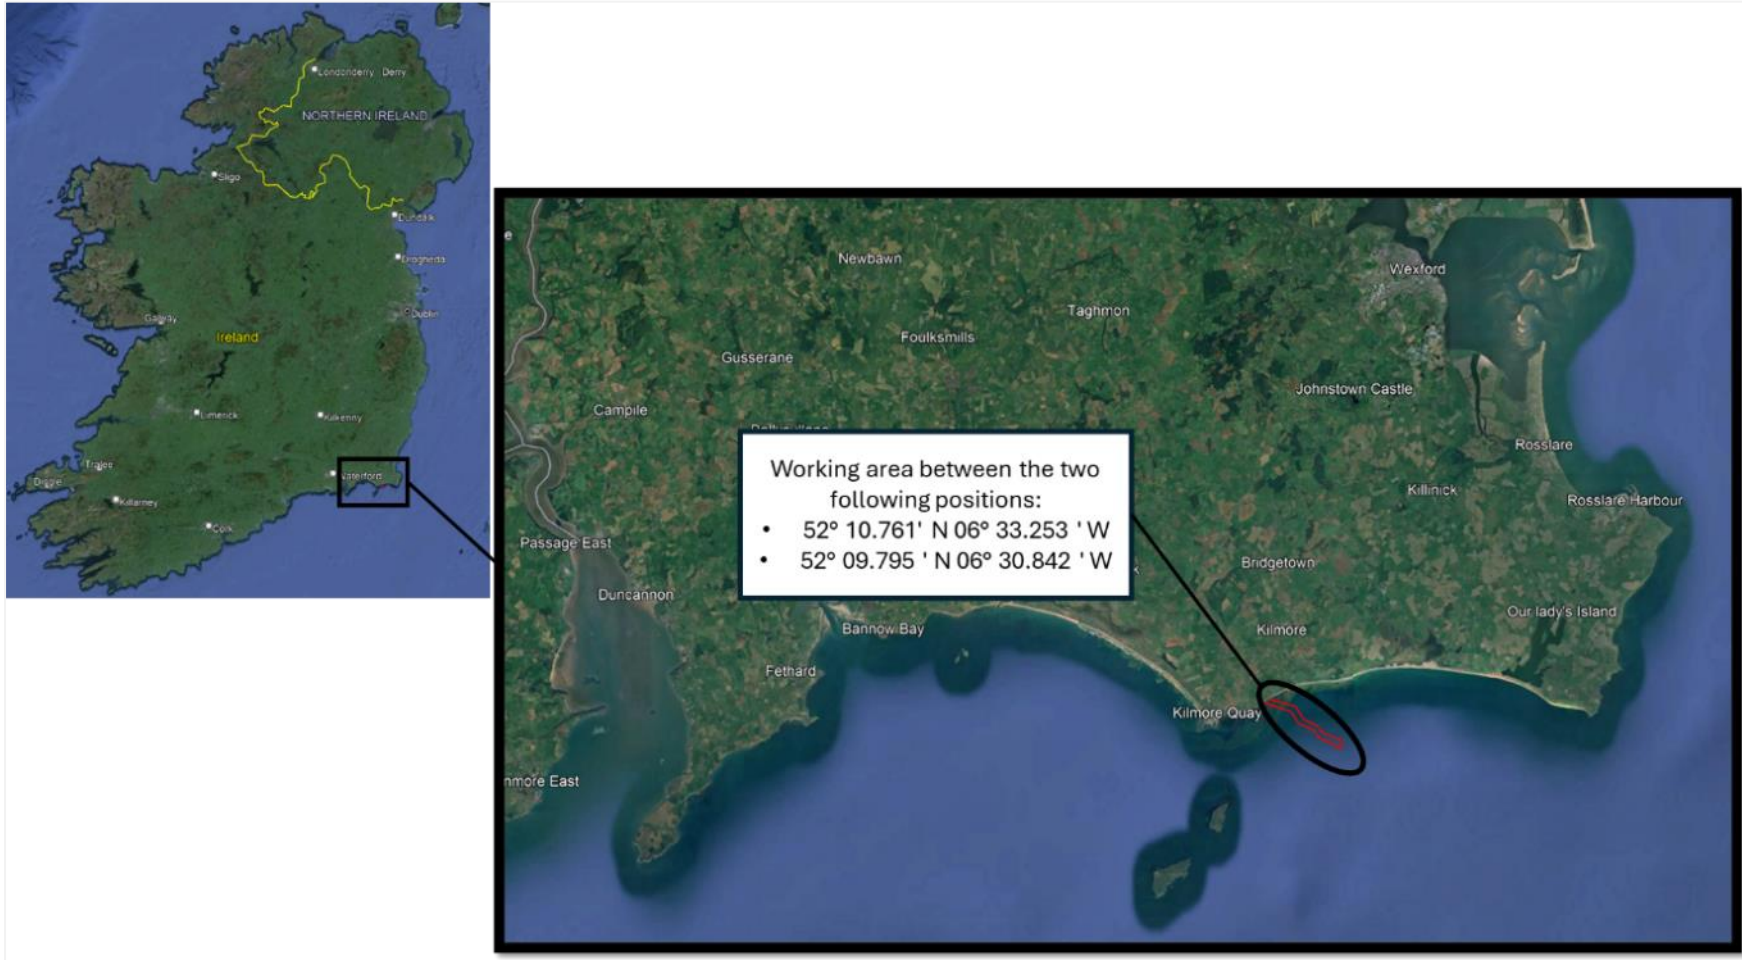 Londonderry Derry
NORTHERN IRELAND
Sligo
Dundalk
Drogheda
Galway
Dublin
Ireland
Limerick
Kilkenny
Tralee
Waterford
Dingle
Killarney
Cork
e
Newbawn
Wexford
Taghmon
Foulksmills
Gusserane
Johnstown Castle
Campile
Rosslare
Working area between the two
following positions:
• 52° 10.761' N 06° 33.253 ' W
• 52° 09.795 ' N 06° 30.842 ' W
Killinick
Rosslare Harbour
Passage East
Bridgetown
k
Duncannon
Our lady's Island
Bannow Bay
Kilmore
Fethard
Kilmore Quay
nmore East